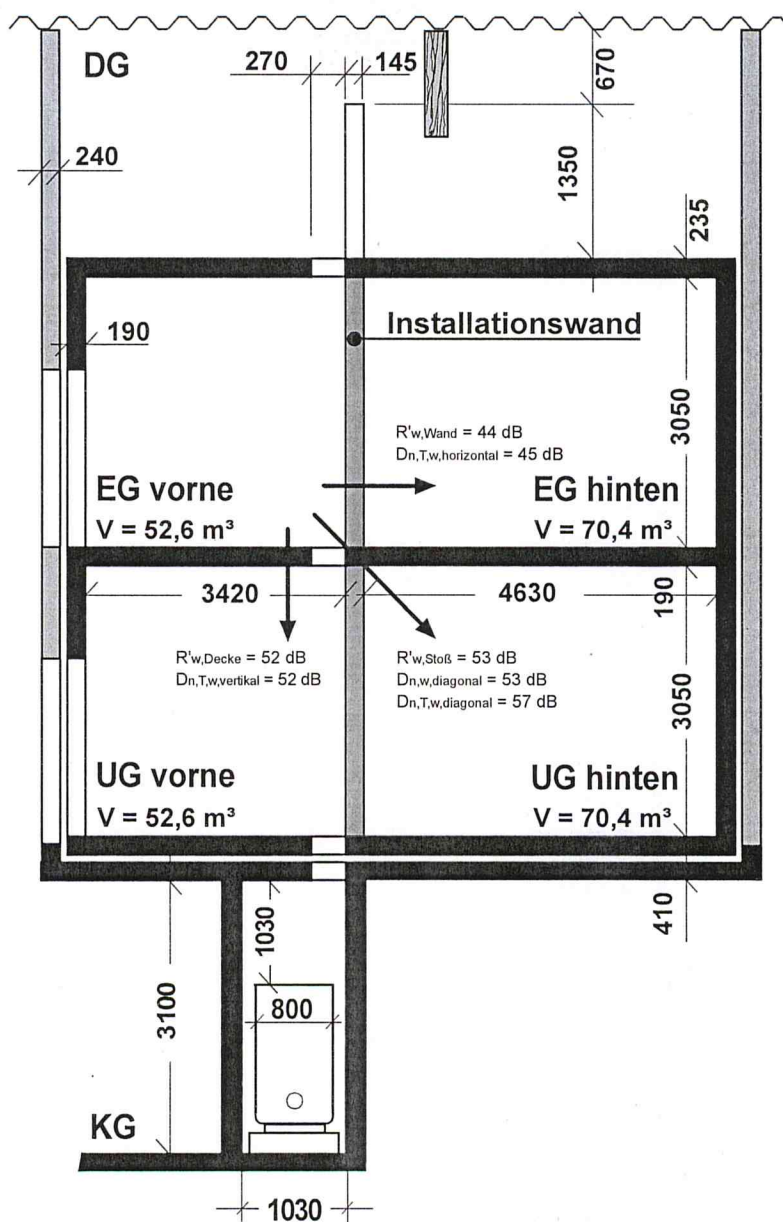 DG
270
145
670
240
1350
235
Installationswand
190
R'w,Wand = 44 dB
Dn,T,w,horizontal = 45 dB
3050
EG vorne
V = 52,6 m³
EG hinten
V = 70,4 m³
3420
4630
190
R'w,Decke = 52 dB
Dn,T,w,vertikal = 52 dB
R'w,Stoß = 53 dB
Dn,w,diagonal = 53 dB
Dn,T,w,diagonal = 57 dB
3050
UG vorne
V = 52,6 m³
UG hinten
V = 70,4 m³
410
1030
3100
800
KG
1030